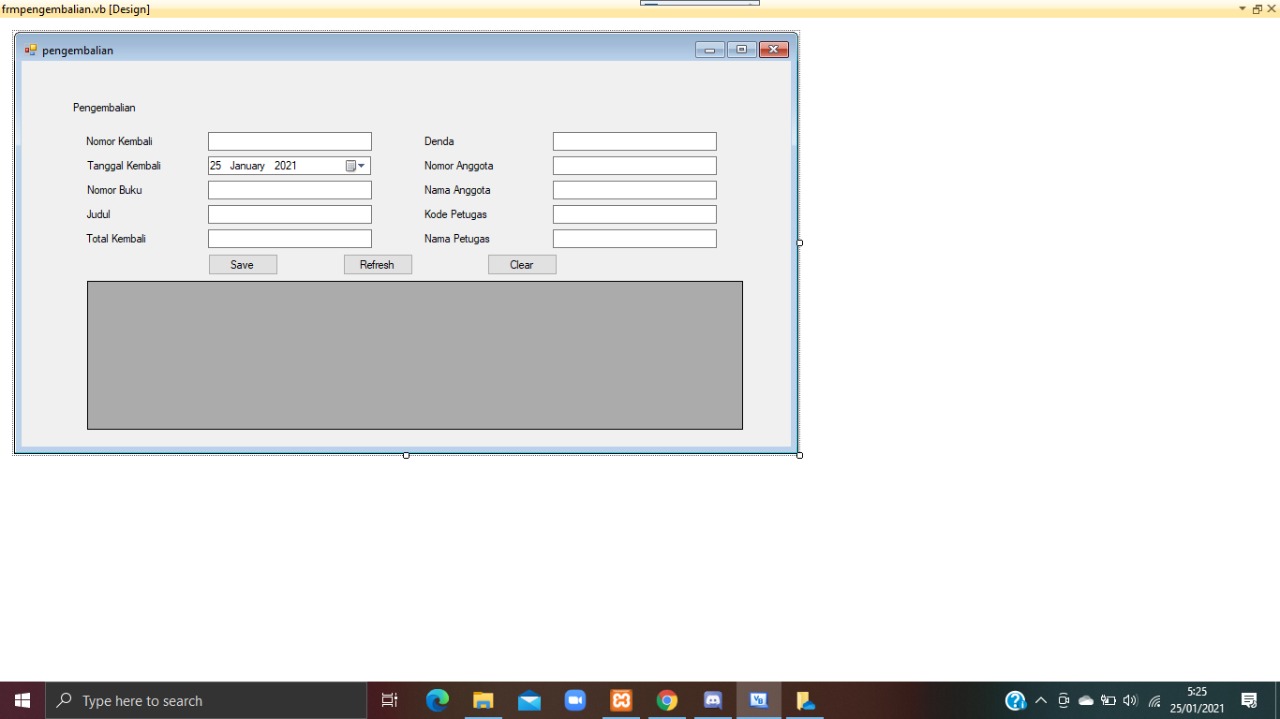 frmpengembalian.vb [Design]
pengembalian
Pengembalian
Nomor Kembali
Denda
Tanggal Kembali
25 January 2021
Nomor Anggota
Nomor Buku
Nama Anggota
Judul
Kode Petugas
Total Kembali
Nama Petugas
Save
Refresh
Clear
Type here to search
VB
5:25
25/01/2021